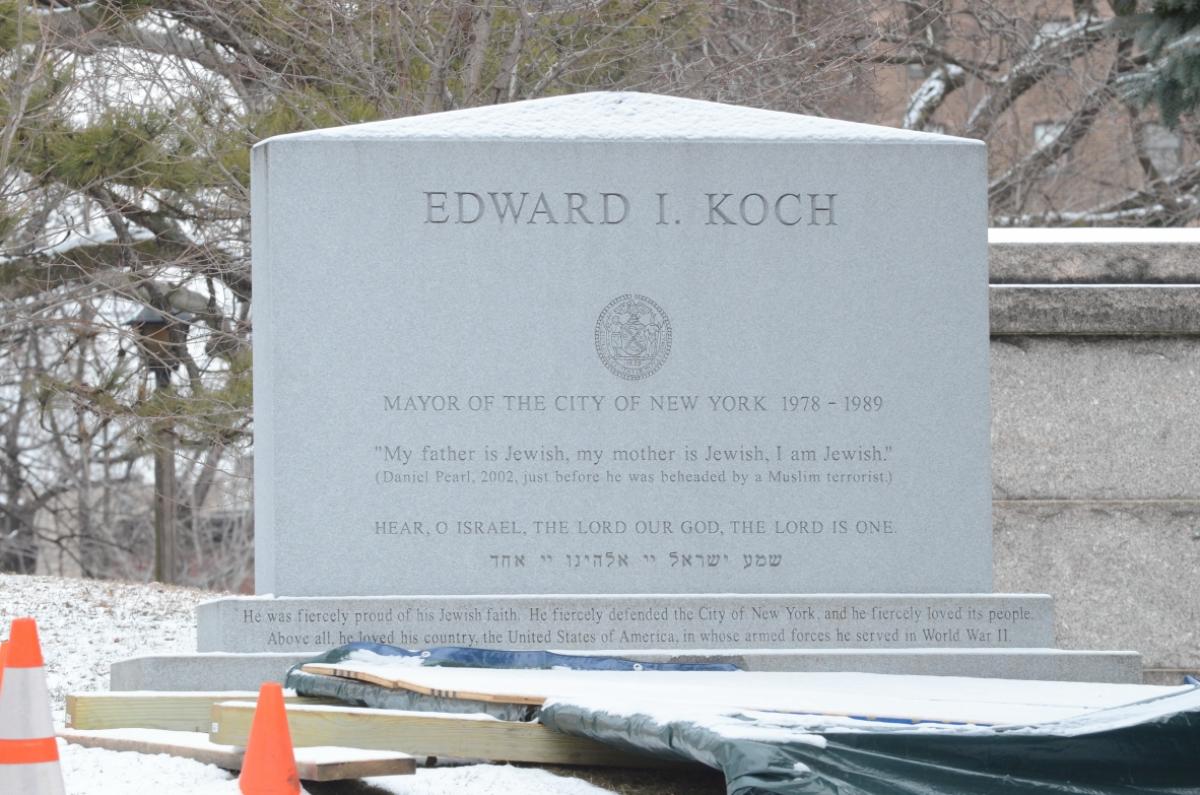 EDWARD I. KOCH
MAYOR OF THE CITY OF NEW YORK 1978 - 1989
"My father is Jewish, my mother is Jewish, I am Jewish."
(Daniel Pearl, 2002, just before he was beheaded by a Muslim terrorist.)
HEAR, O ISRAEL, THE LORD OUR GOD, THE LORD IS ONE.
שמע ישראל יי אלהינו יי אחד
He was fiercely proud of his Jewish faith. He fiercely defended the City of New York, and he fiercely loved its people.
Above all, he loved his country, the United States of America, in whose armed forces he served in World War II.